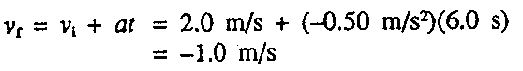 v_f = v_i + at = 2.0 m/s + (–0.50 m/s²)(6.0 s)
= –1.0 m/s